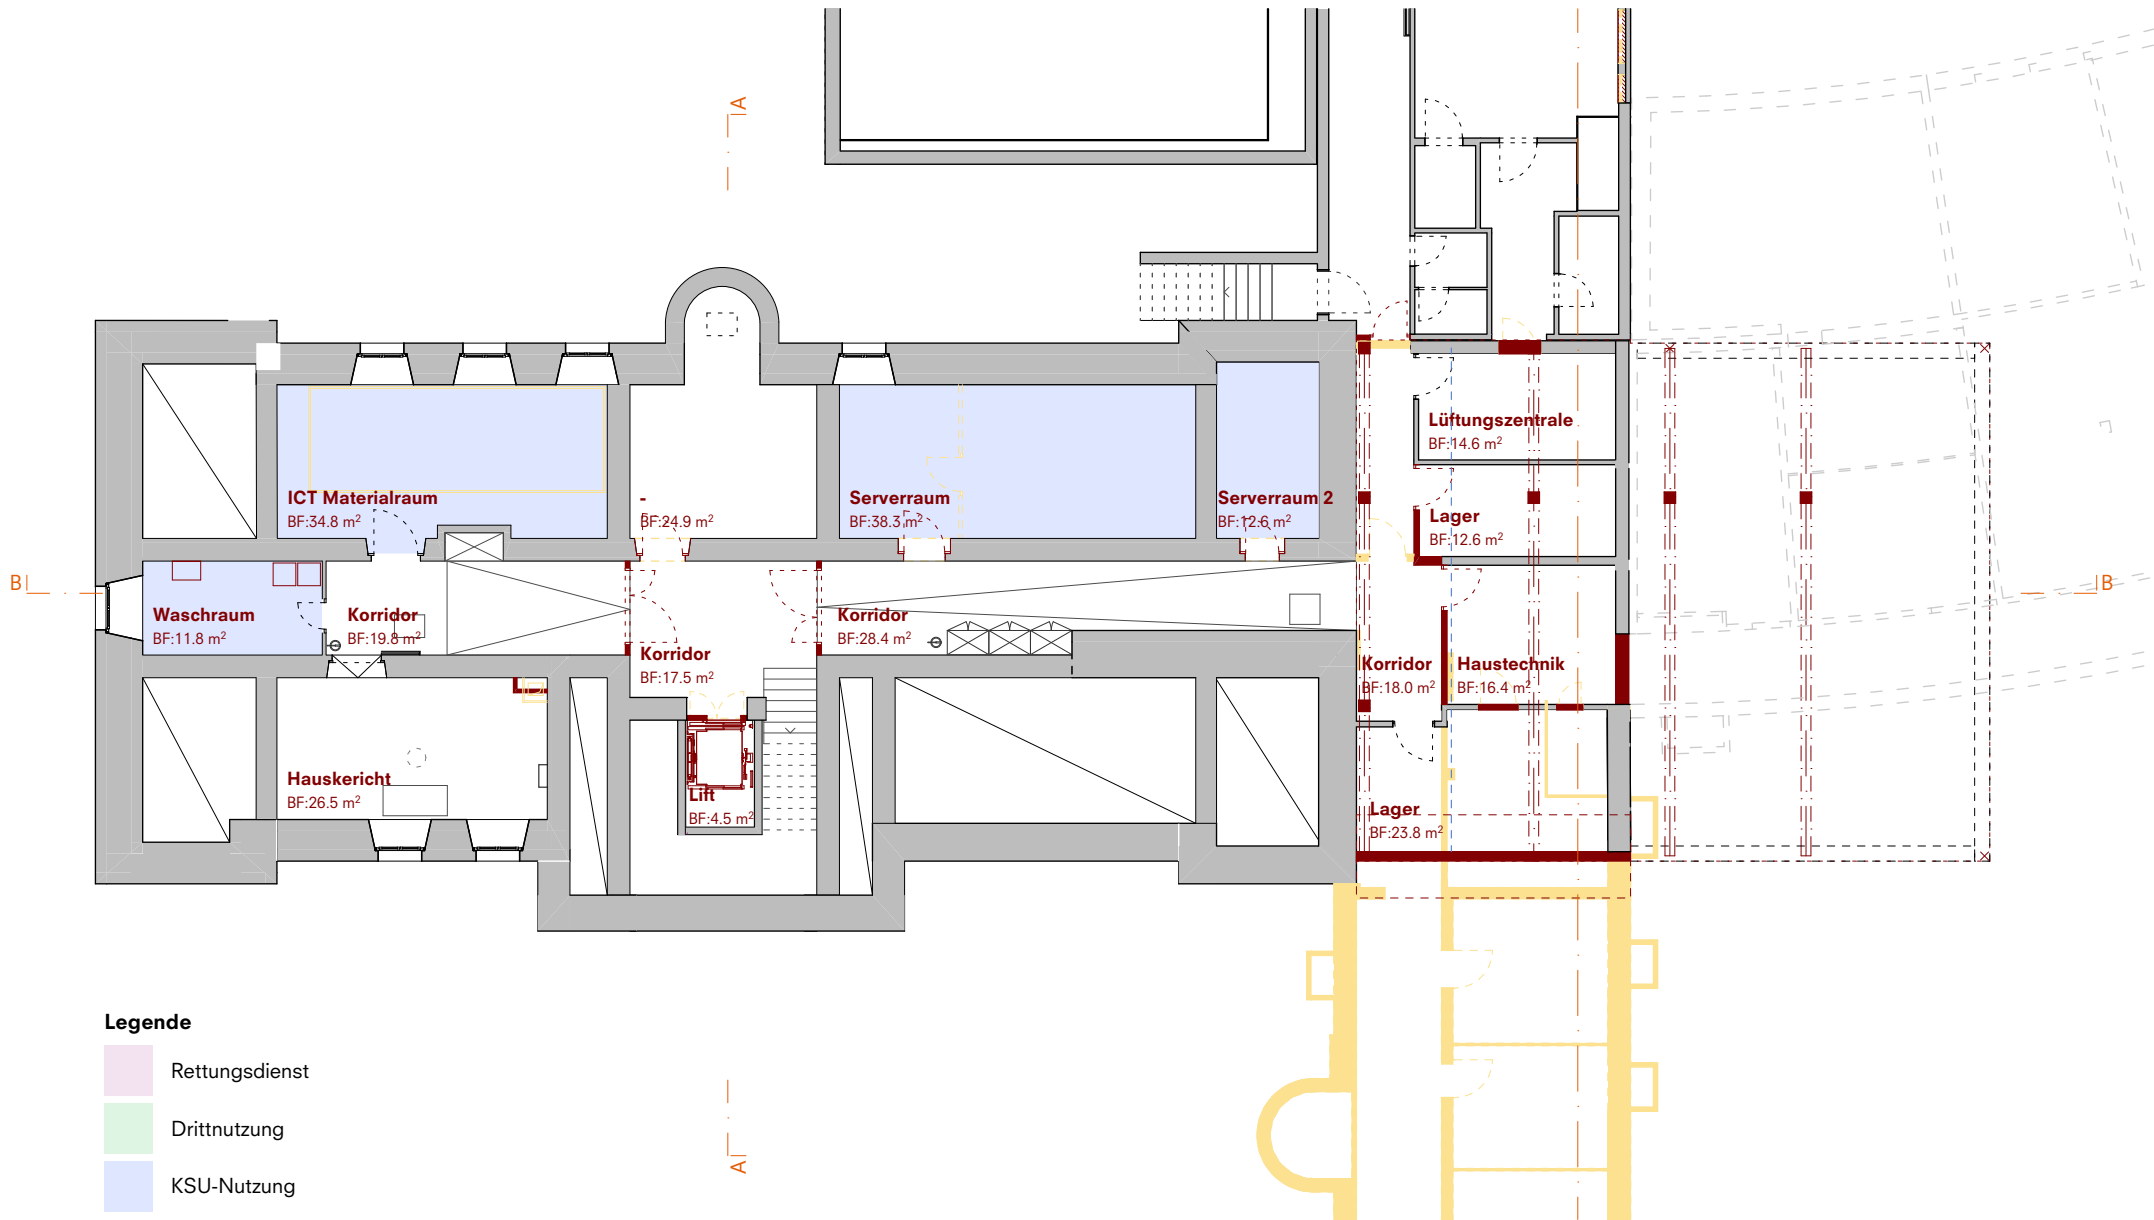 A
Lüftungszentrale
BF:14.6 m²
ICT Materialraum
BF:34.8 m²
-
BF:24.9 m²
Serverraum
BF:38.3 m²
Serverraum 2
BF:12.6 m²
Lager
BF:12.6 m²
B
B
Waschraum
BF:11.8 m²
Korridor
BF:19.8 m²
Korridor
BF:28.4 m²
Korridor
BF:17.5 m²
Korridor
BF:18.0 m²
Haustechnik
BF:16.4 m²
Hauskericht
BF:26.5 m²
Lift
BF:4.5 m²
Lager
BF:23.8 m²
Legende
Rettungsdienst
Drittnutzung
KSU-Nutzung
A